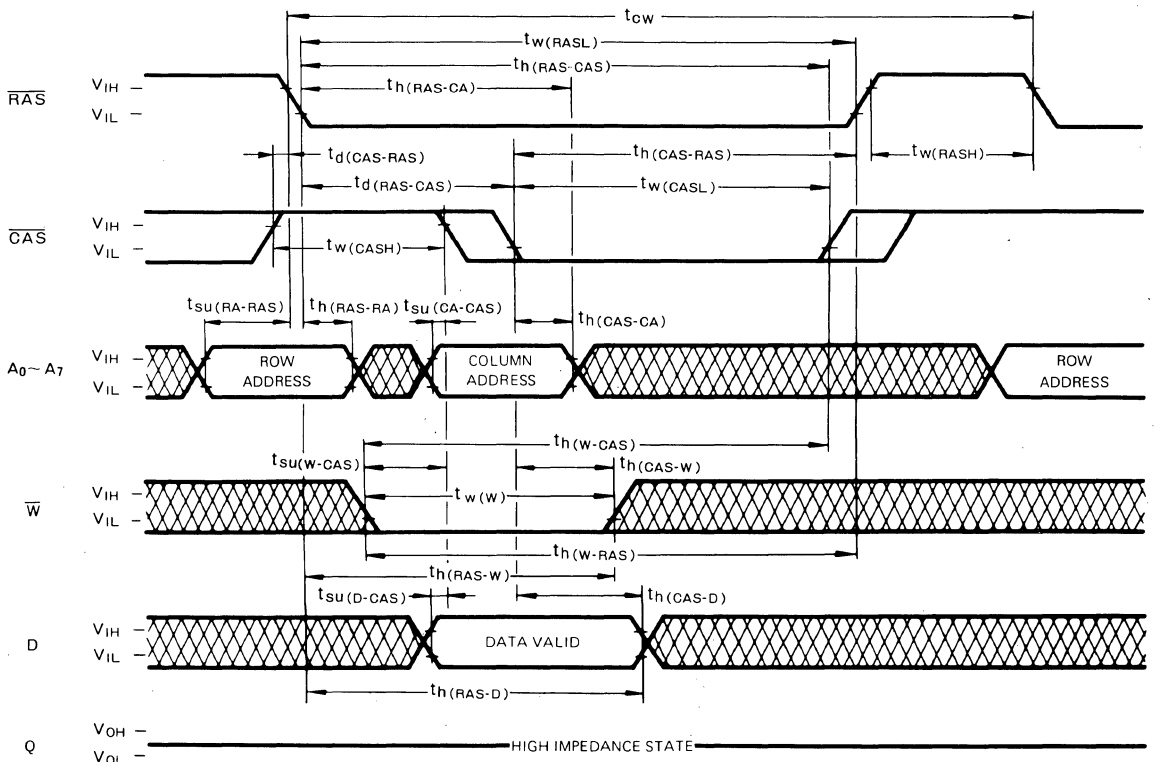 tcw
tw(RASL)
th(RAS-CAS)
th(RAS-CA)
RAS
VIH
VIL
td(CAS-RAS)
th(CAS-RAS)
tw(RASH)
td(RAS-CAS)
tw(CASL)
CAS
VIH
VIL
tw(CASH)
tsu(RA-RAS)
th(RAS-RA)
tsu(CA-CAS)
th(CAS-CA)
A0~A7
VIH
VIL
ROW
ADDRESS
COLUMN
ADDRESS
ROW
ADDRESS
th(W-CAS)
tsu(W-CAS)
th(CAS-W)
W
VIH
VIL
tw(W)
th(W-RAS)
th(RAS-W)
tsu(D-CAS)
th(CAS-D)
D
VIH
VIL
DATA VALID
th(RAS-D)
Q
VOH
VOL
HIGH IMPEDANCE STATE